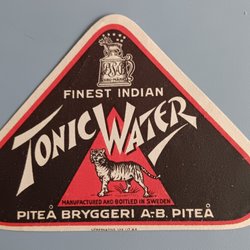 FINEST INDIAN
TONIC WATER
MANUFACTURED AND BOTTLED IN SWEDEN
PITEÅ BRYGGERI A.-B. PITEÅ